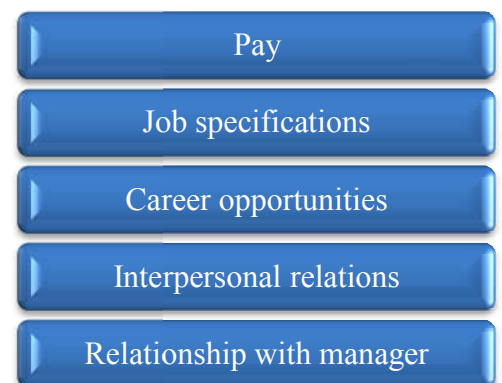 Pay
Job specifications
Career opportunities
Interpersonal relations
Relationship with manager